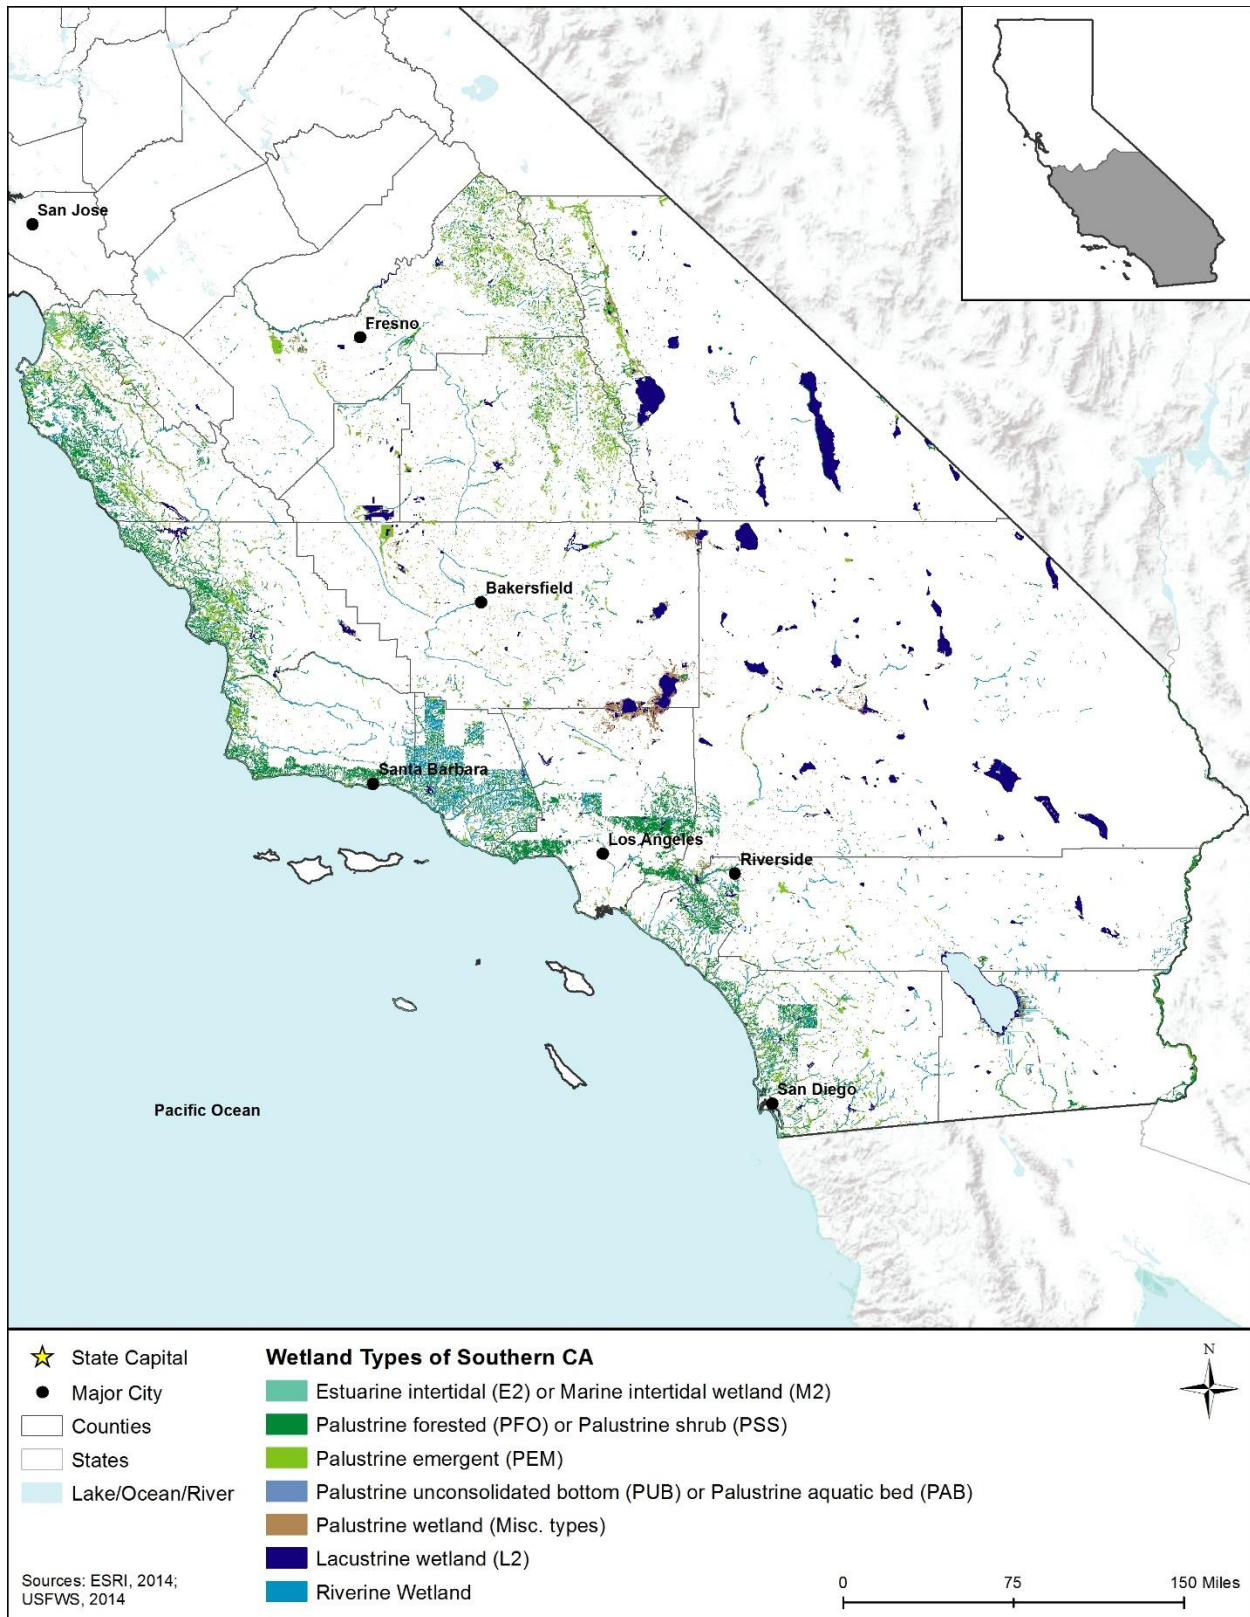 San Jose
Fresno
Bakersfield
Santa Barbara
Los Angeles
Riverside
San Diego
Pacific Ocean
State Capital
Major City
Counties
States
Lake/Ocean/River
Sources: ESRI, 2014;
USFWS, 2014
Wetland Types of Southern CA
Estuarine intertidal (E2) or Marine intertidal wetland (M2)
Palustrine forested (PFO) or Palustrine shrub (PSS)
Palustrine emergent (PEM)
Palustrine unconsolidated bottom (PUB) or Palustrine aquatic bed (PAB)
Palustrine wetland (Misc. types)
Lacustrine wetland (L2)
Riverine Wetland
N
0 75 150 Miles